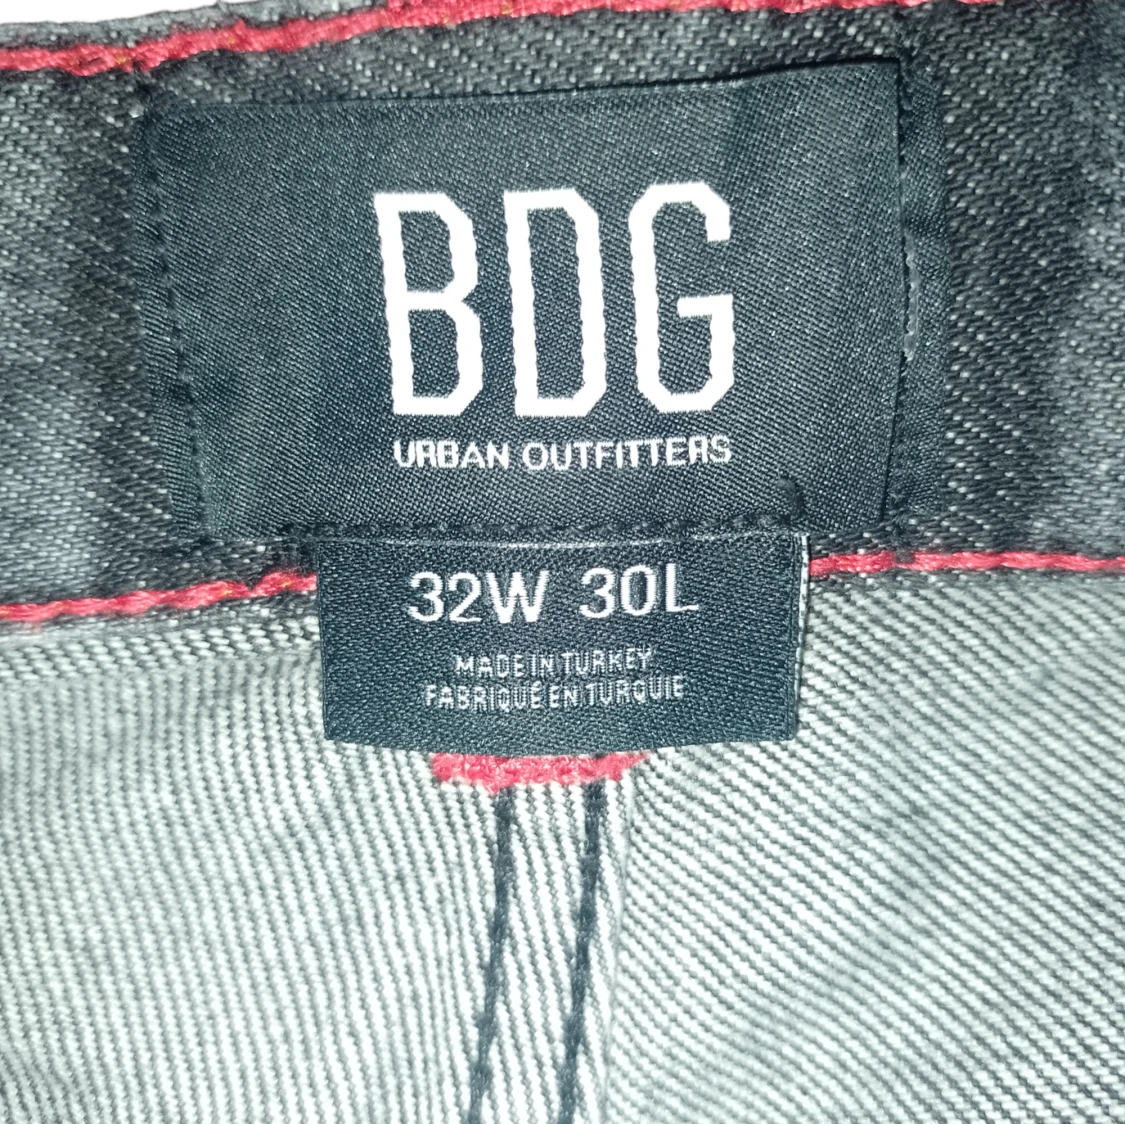 BDG
URBAN OUTFITTERS
32W 30L
MADE IN TURKEY
FABRIQUÉ EN TURQUIE